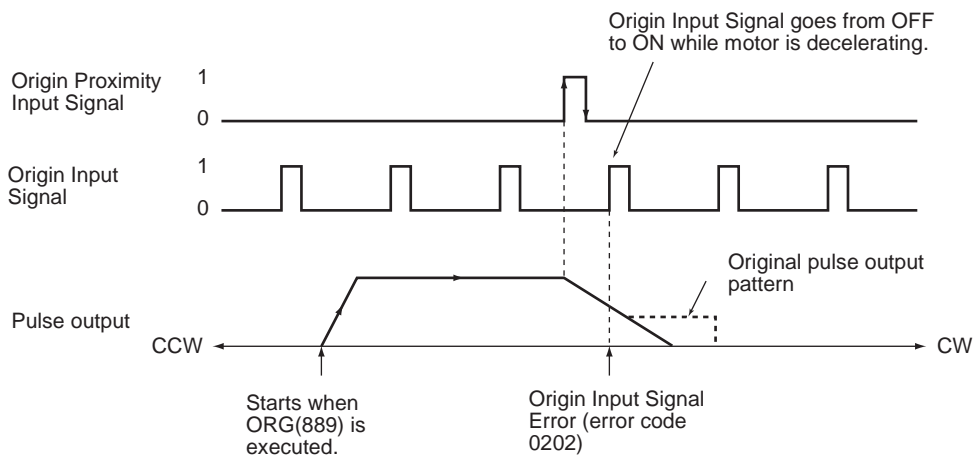 Origin Input Signal goes from OFF
to ON while motor is decelerating.
Origin Proximity
Input Signal
1
0
Origin Input
Signal
1
0
Original pulse output
pattern
Pulse output
CCW
CW
Starts when
ORG(889) is
executed.
Origin Input Signal
Error (error code
0202)